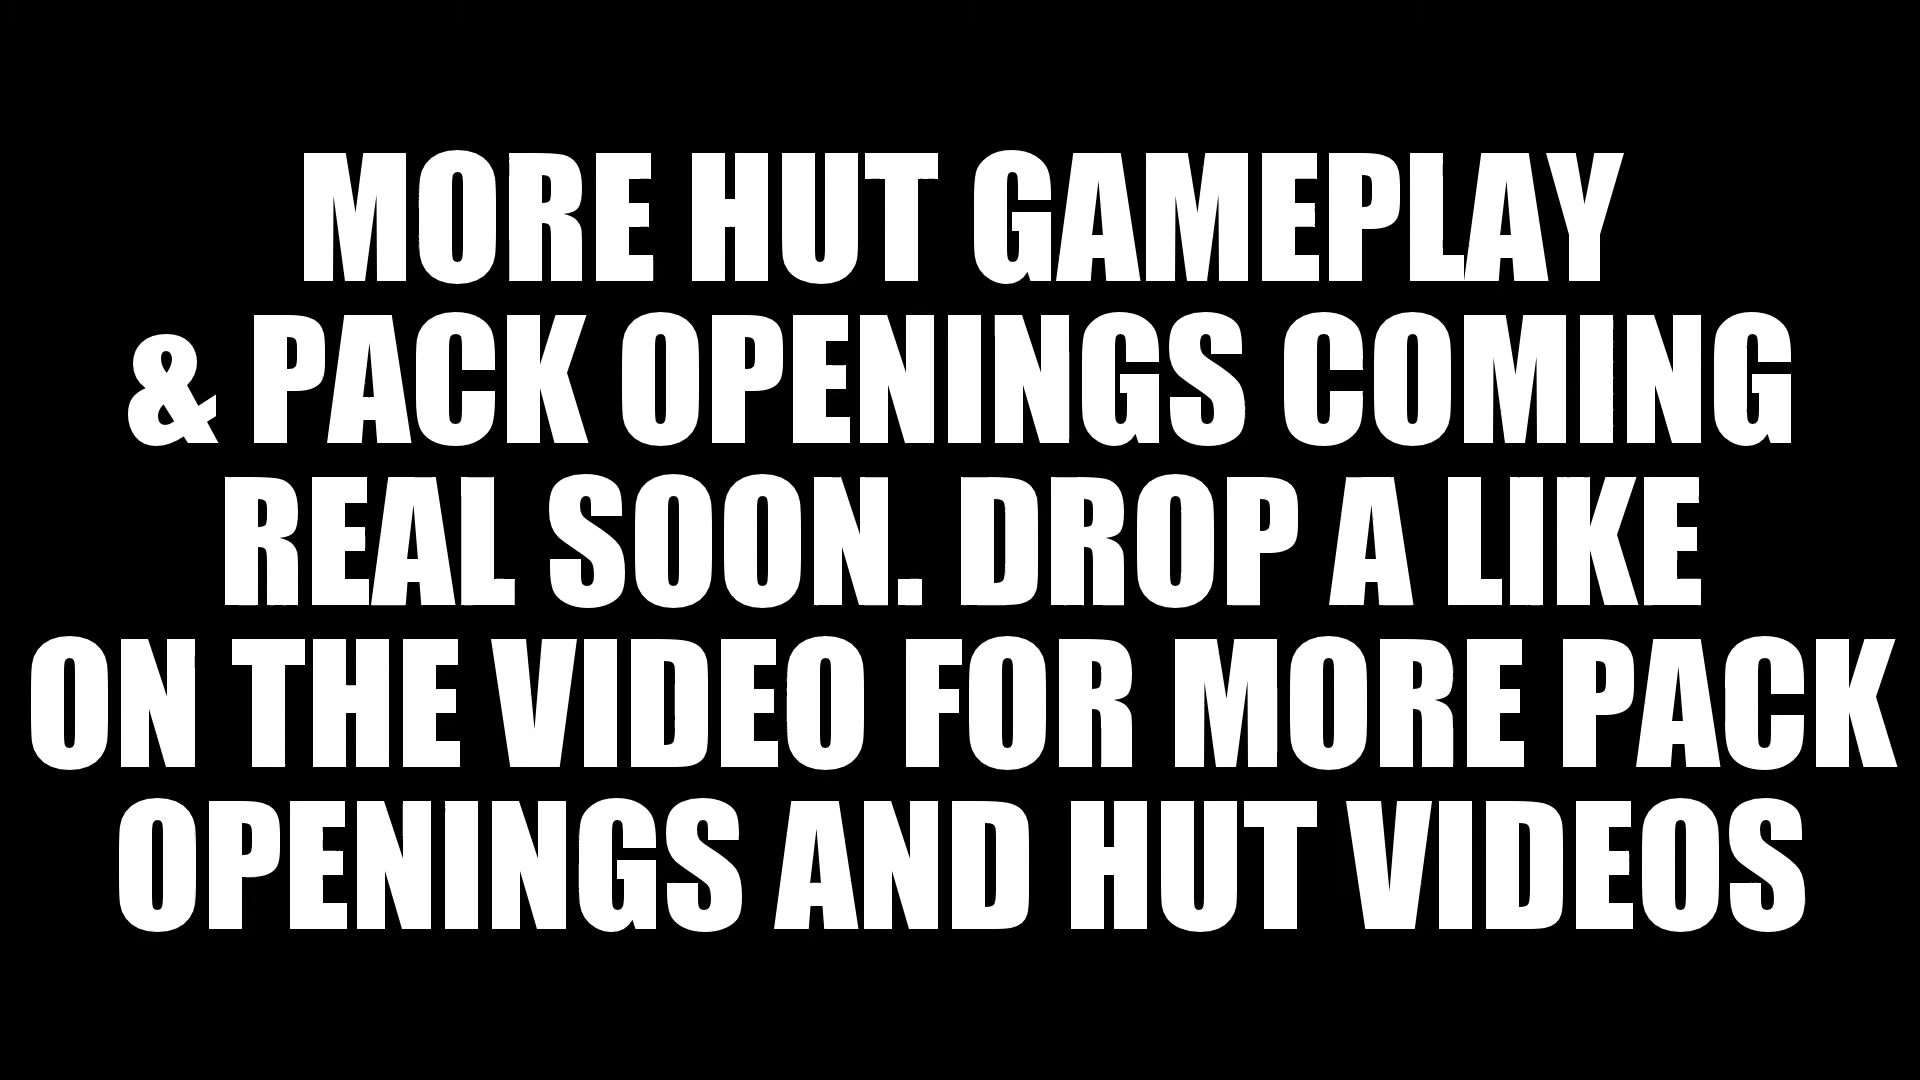 MORE HUT GAMEPLAY
& PACK OPENINGS COMING
REAL SOON. DROP A LIKE
ON THE VIDEO FOR MORE PACK
OPENINGS AND HUT VIDEOS